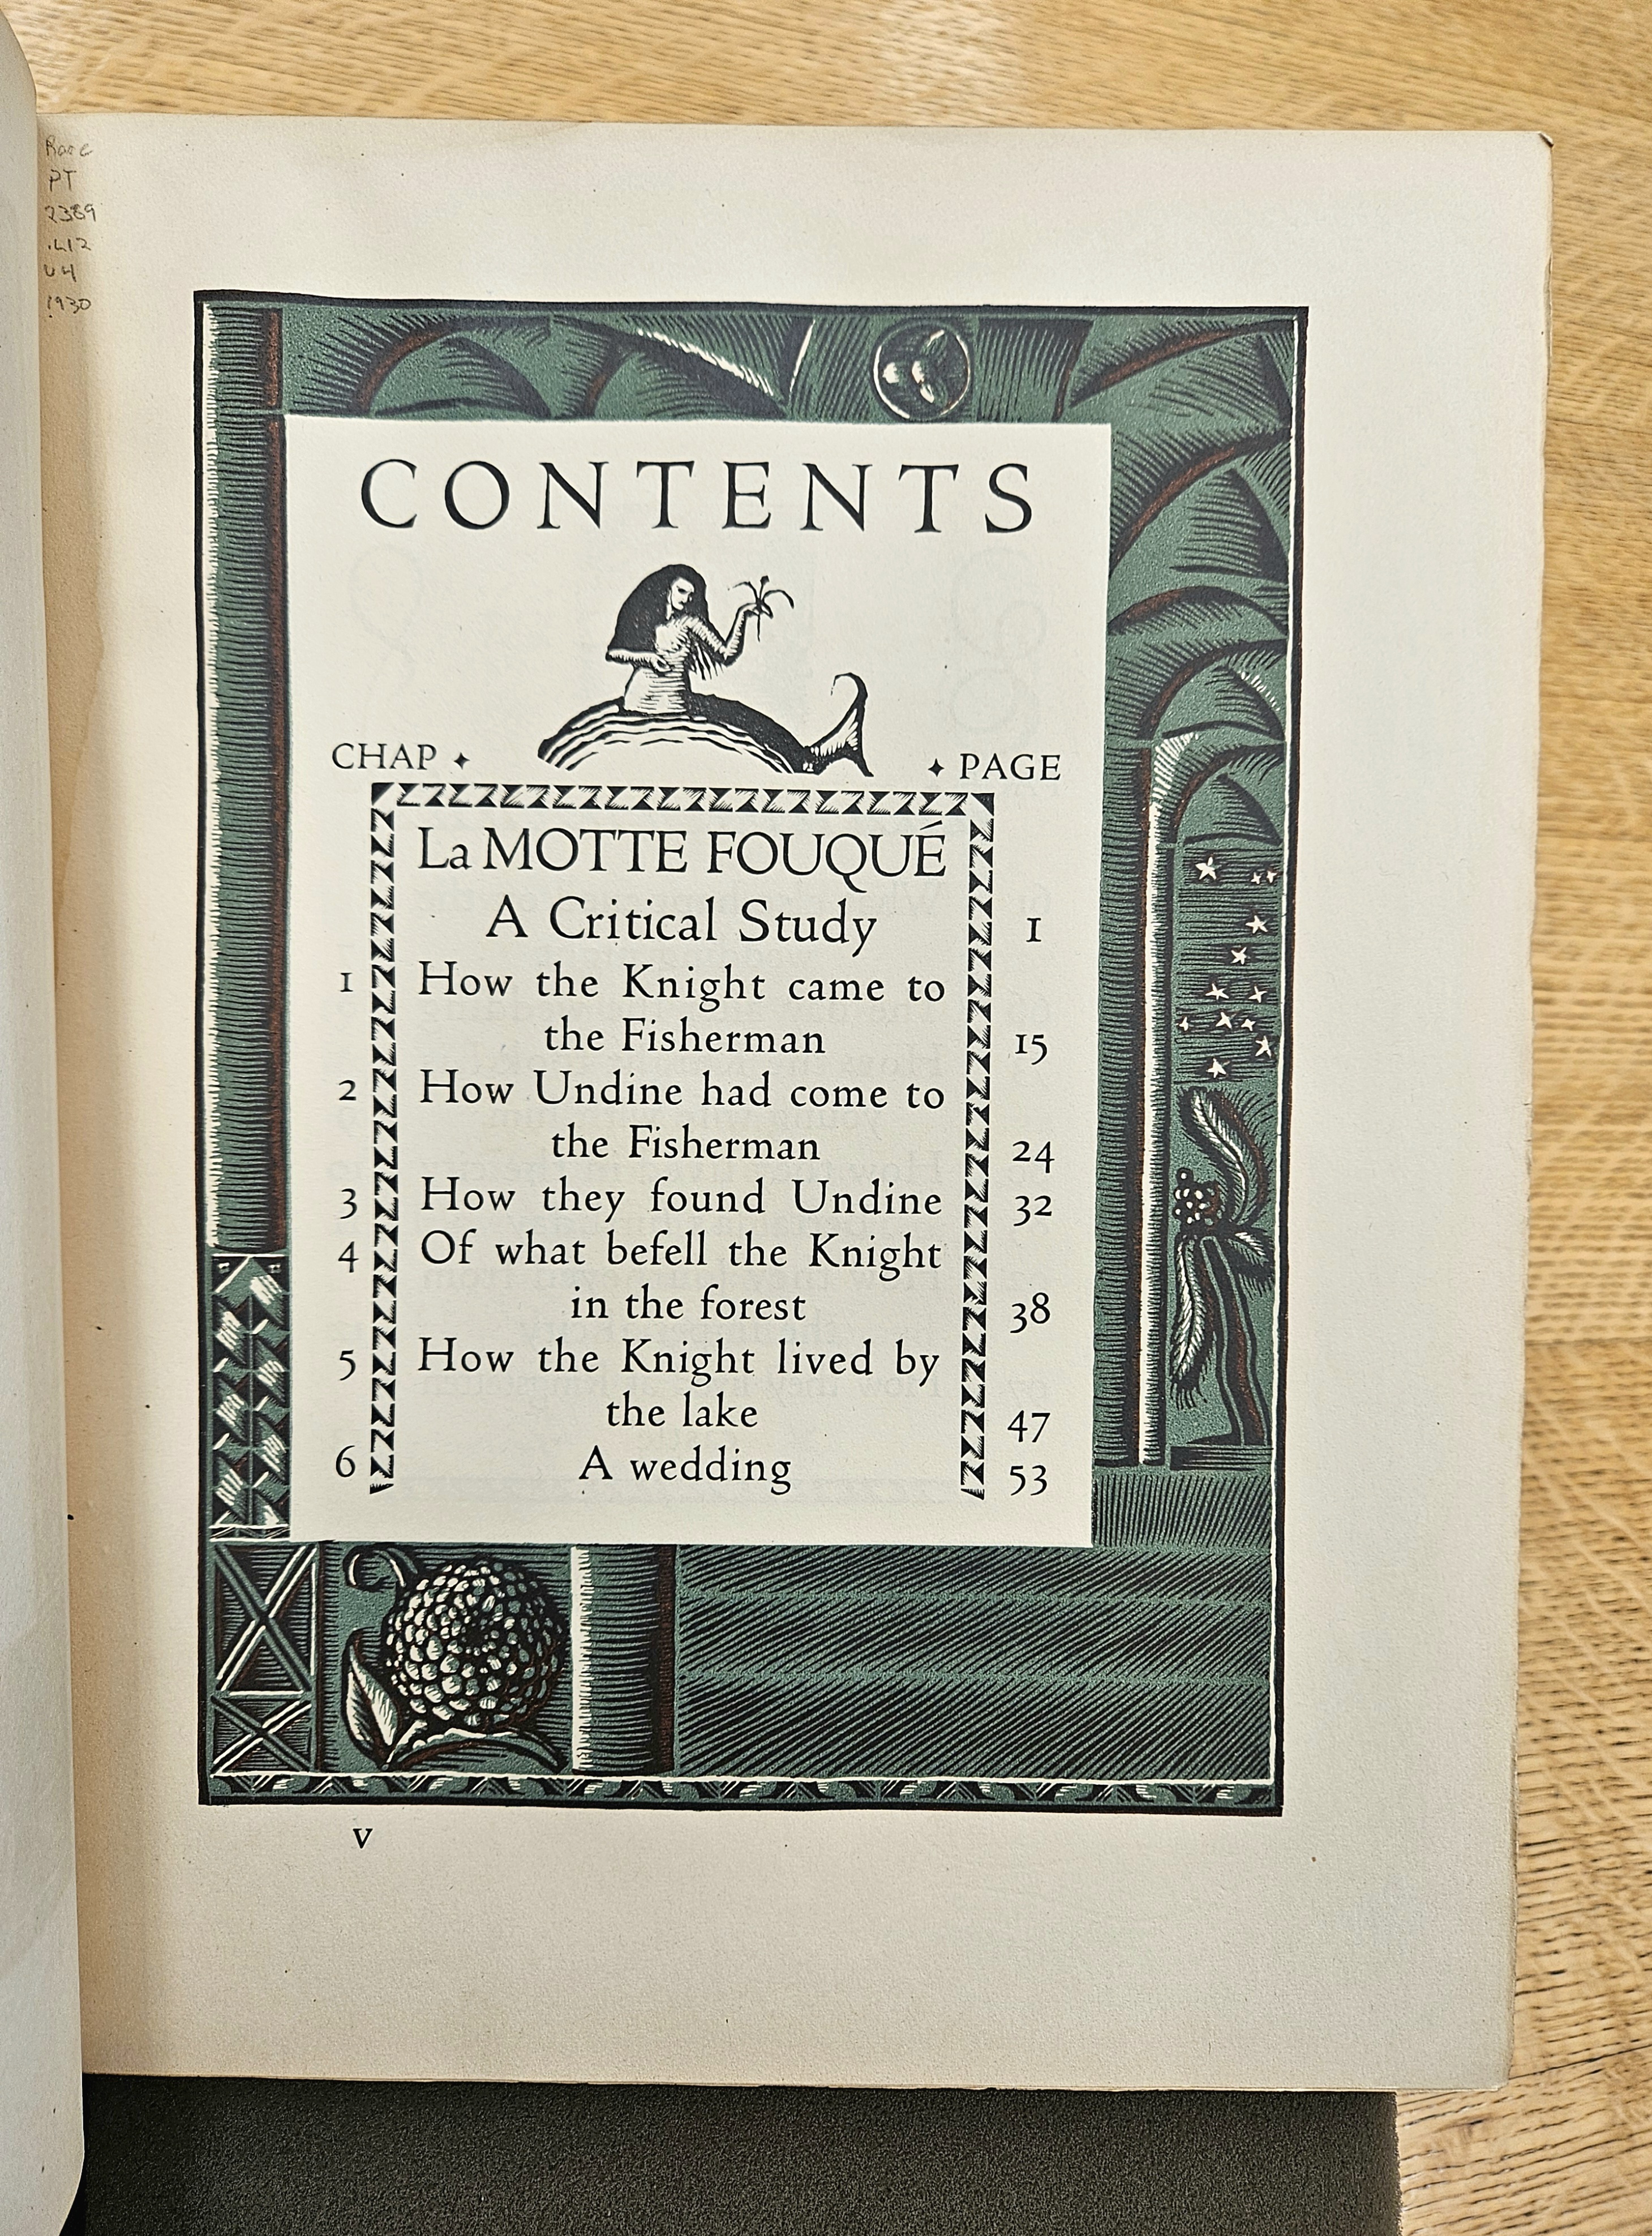 Rare
PT
2389
.L12
U4
1930
CONTENTS
CHAP ✦ ✦ PAGE
La MOTTE FOUQUÉ
A Critical Study 1
1 How the Knight came to
the Fisherman 15
2 How Undine had come to
the Fisherman 24
3 How they found Undine 32
4 Of what befell the Knight
in the forest 38
5 How the Knight lived by
the lake 47
6 A wedding 53
v